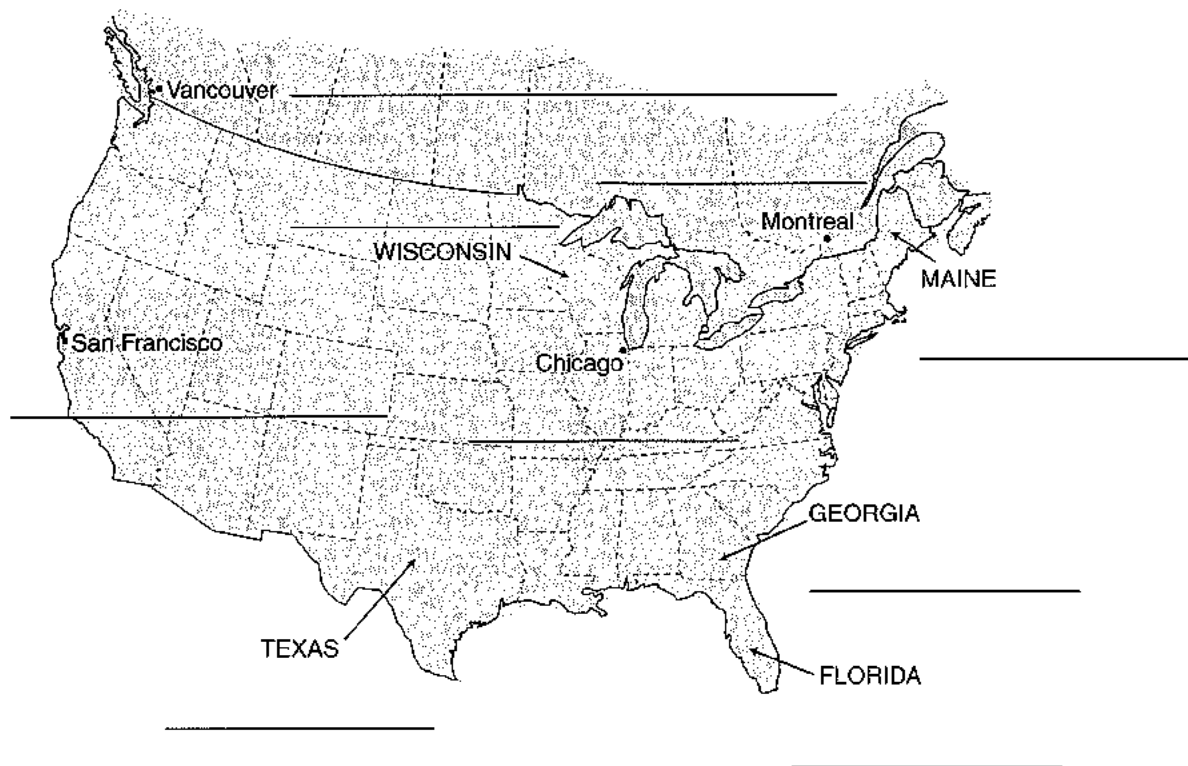 Vancouver
Montreal
WISCONSIN
MAINE
San Francisco
Chicago
GEORGIA
TEXAS
FLORIDA